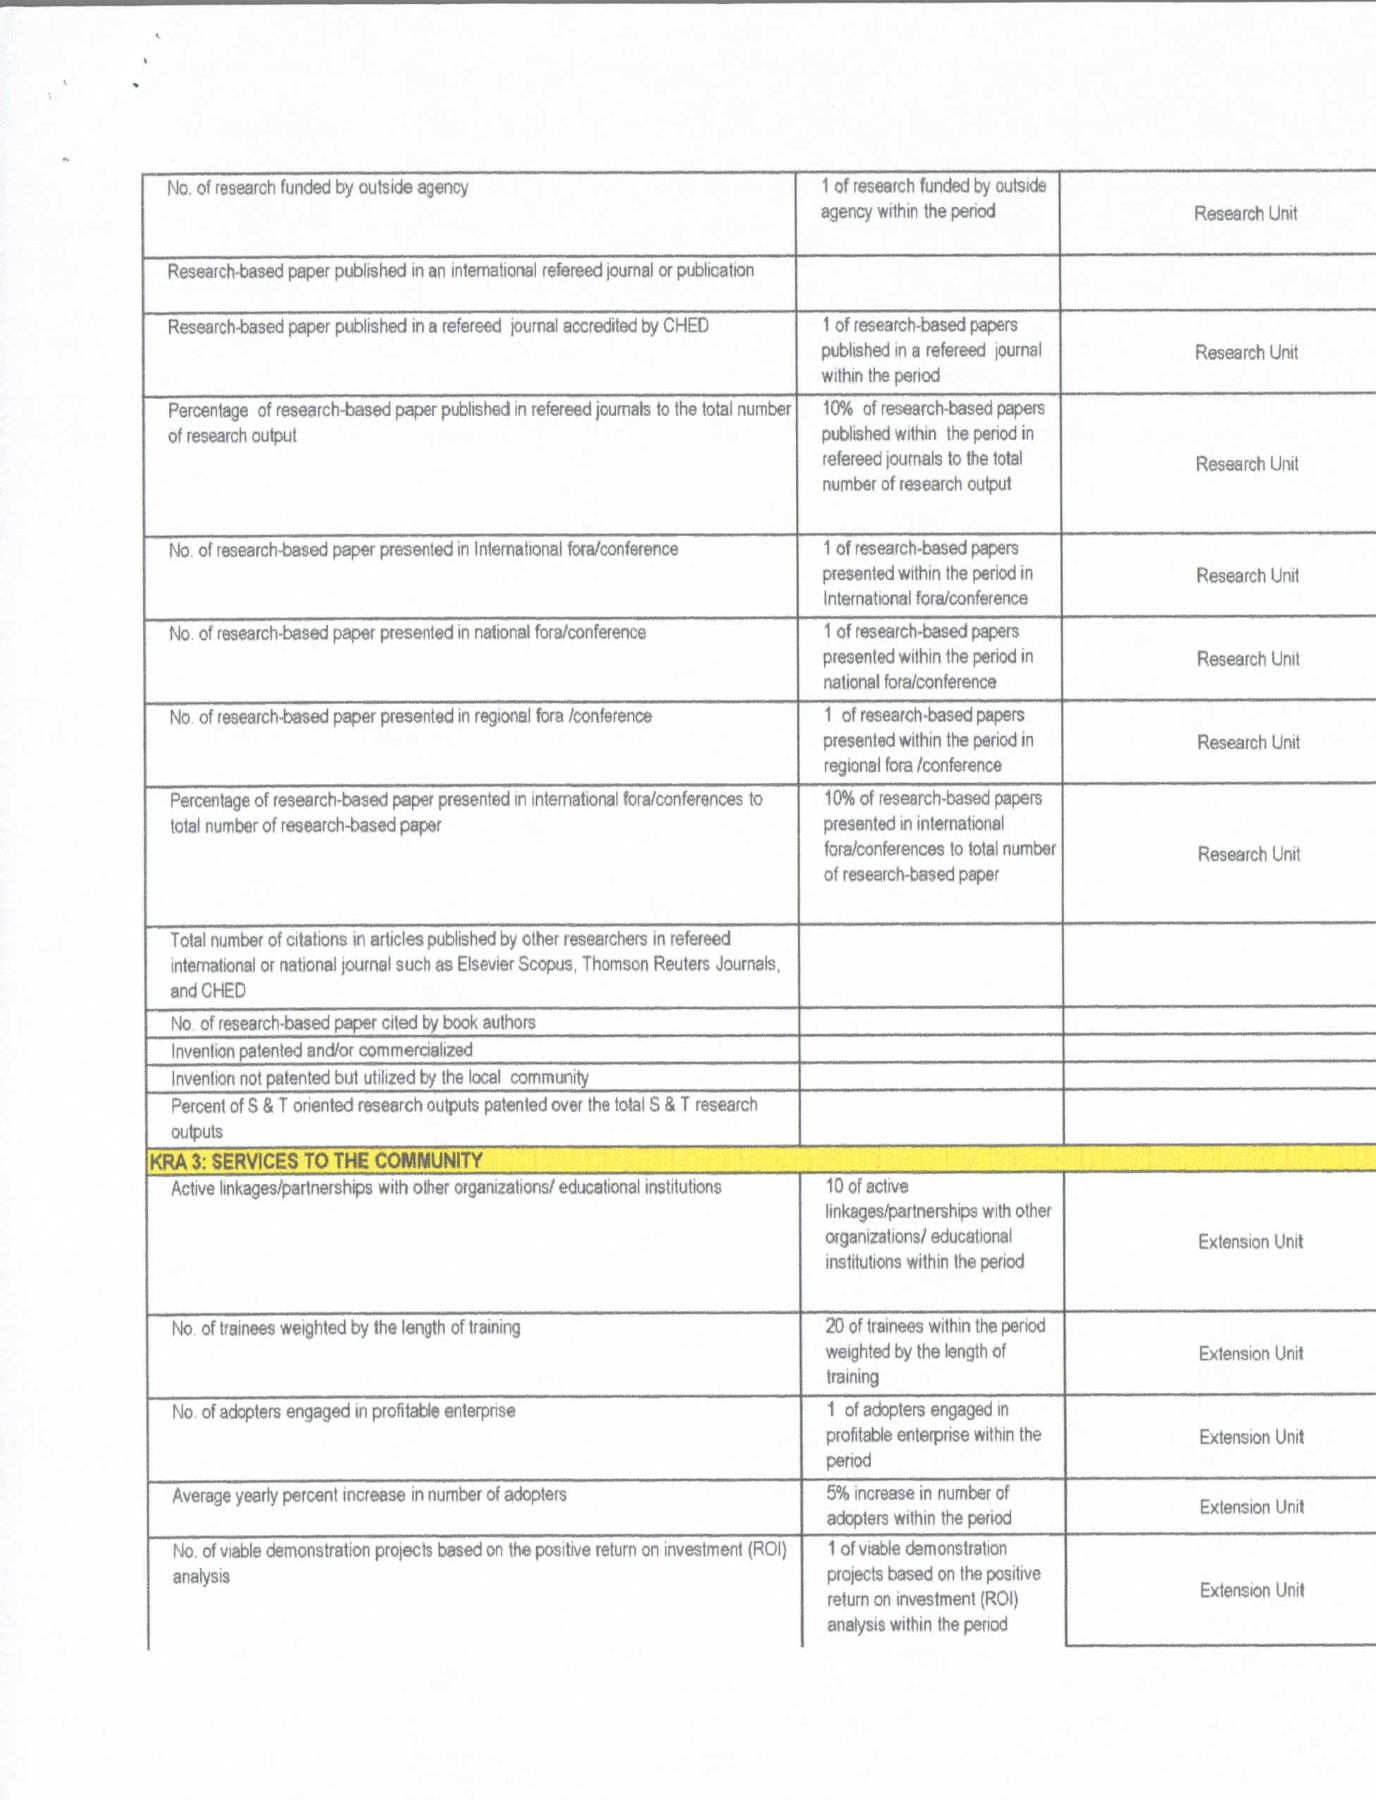 No. of research funded by outside agency
1 of research funded by outside
agency within the period
Research Unit
Research-based paper published in an international refereed journal or publication
Research-based paper published in a refereed journal accredited by CHED
1 of research-based papers
published in a refereed journal
within the period
Research Unit
Percentage of research-based paper published in refereed journals to the total number
of research output
10% of research-based papers
published within the period in
refereed journals to the total
number of research output
Research Unit
No. of research-based paper presented in International fora/conference
1 of research-based papers
presented within the period in
International fora/conference
Research Unit
No. of research-based paper presented in national fora/conference
1 of research-based papers
presented within the period in
national fora/conference
Research Unit
No. of research-based paper presented in regional fora /conference
1 of research-based papers
presented within the period in
regional fora /conference
Research Unit
Percentage of research-based paper presented in international fora/conferences to
total number of research-based paper
10% of research-based papers
presented in international
fora/conferences to total number
of research-based paper
Research Unit
Total number of citations in articles published by other researchers in refereed
international or national journal such as Elsevier Scopus, Thomson Reuters Journals,
and CHED
No. of research-based paper cited by book authors
Invention patented and/or commercialized
Invention not patented but utilized by the local community
Percent of S & T oriented research outputs patented over the total S & T research
outputs
KRA 3: SERVICES TO THE COMMUNITY
Active linkages/partnerships with other organizations/ educational institutions
10 of active
linkages/partnerships with other
organizations/ educational
institutions within the period
Extension Unit
No. of trainees weighted by the length of training
20 of trainees within the period
weighted by the length of
training
Extension Unit
No. of adopters engaged in profitable enterprise
1 of adopters engaged in
profitable enterprise within the
period
Extension Unit
Average yearly percent increase in number of adopters
5% increase in number of
adopters within the period
Extension Unit
No. of viable demonstration projects based on the positive return on investment (ROI)
analysis
1 of viable demonstration
projects based on the positive
return on investment (ROI)
analysis within the period
Extension Unit